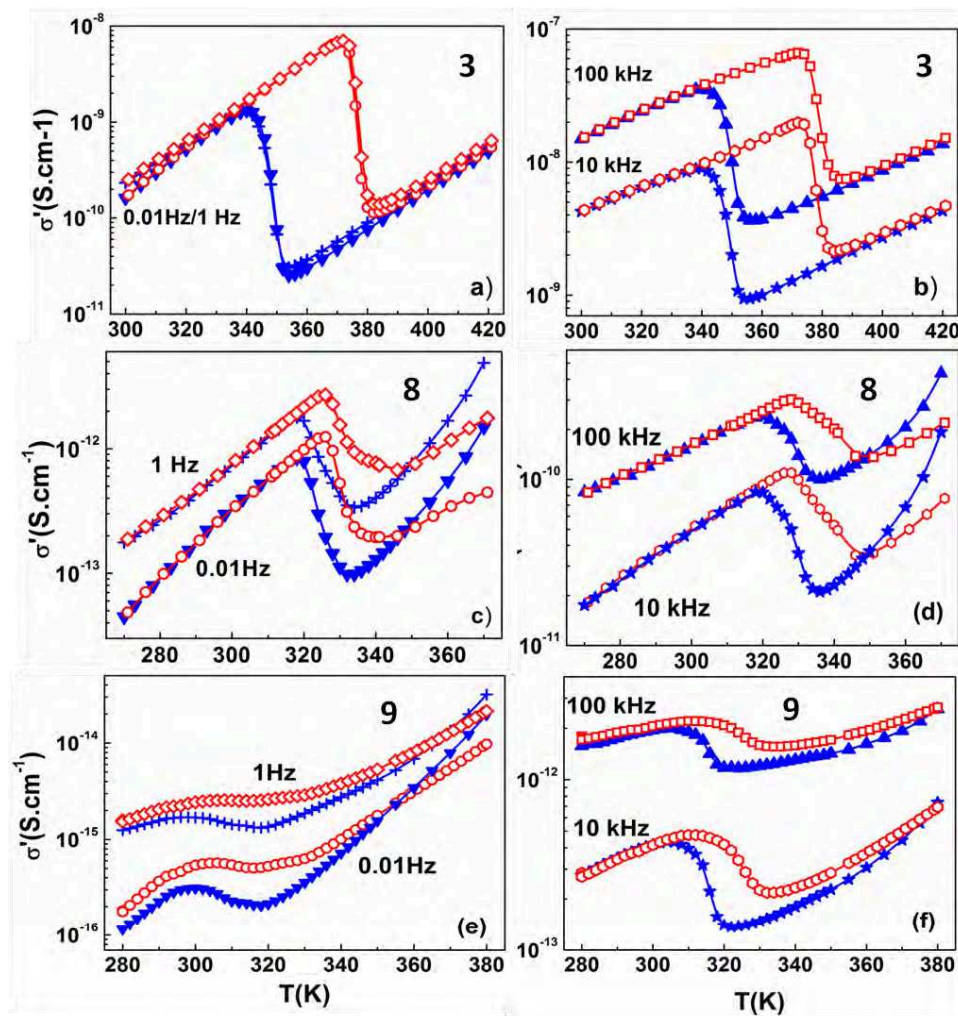 10⁻⁸
3
10⁻⁹
σ'(S.cm-1)
10⁻¹⁰
0.01Hz/1 Hz
a)
10⁻¹¹
300 320 340 360 380 400 420
10⁻⁷
3
100 kHz
10⁻⁸
10 kHz
b)
10⁻⁹
300 320 340 360 380 400 420
8
10⁻¹²
σ'(S.cm⁻¹)
1 Hz
10⁻¹³
0.01Hz
c)
280 300 320 340 360
8
100 kHz
10⁻¹⁰
10 kHz
(d)
10⁻¹¹
280 300 320 340 360
9
10⁻¹⁴
σ'(S.cm⁻¹)
1Hz
10⁻¹⁵
0.01Hz
10⁻¹⁶
(e)
280 300 320 340 360 380
T(K)
100 kHz
9
10⁻¹²
10 kHz
(f)
10⁻¹³
280 300 320 340 360 380
T(K)